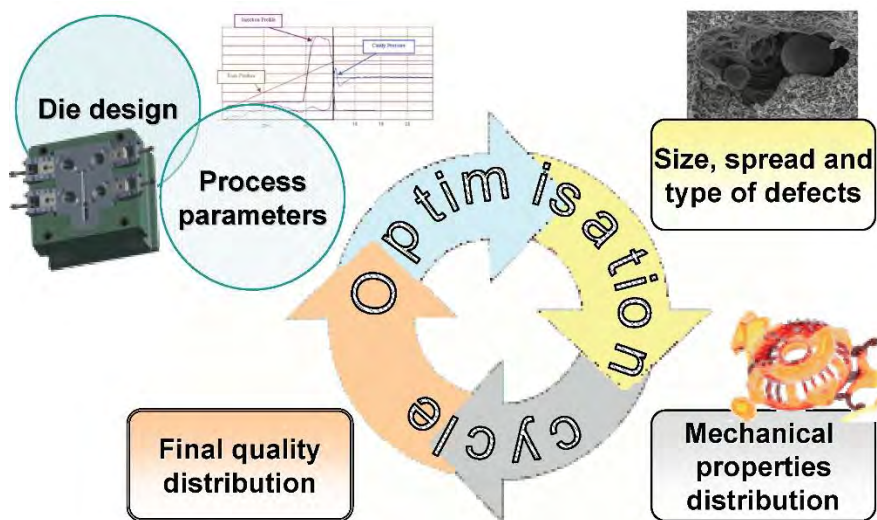 Injection Profile
Cavity Pressure
Die design
Process
parameters
Size, spread and
type of defects
Optimisation
cycle
Final quality
distribution
Mechanical
properties
distribution